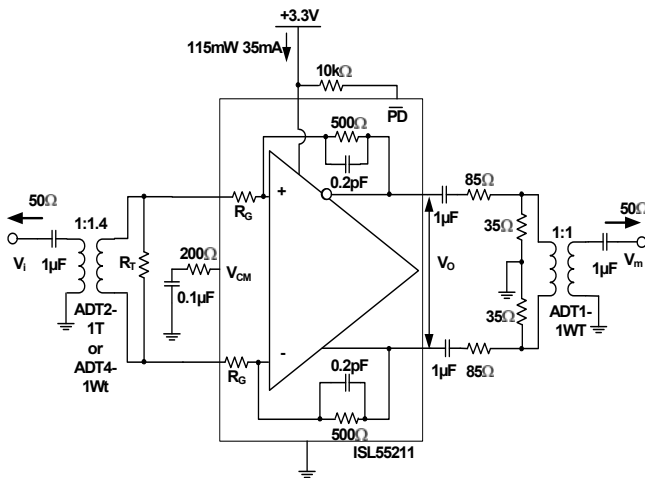 +3.3V
115mW 35mA
10kΩ
PD
500Ω
0.2pF
85Ω
50Ω
1:1.4
+
RG
1µF
35Ω
1:1
50Ω
Vi
1µF
RT
200Ω
VCM
VO
1µF
Vm
0.1µF
ADT2-
1T
or
ADT4-
1Wt
35Ω
ADT1-
1WT
-
RG
0.2pF
1µF
85Ω
500Ω
ISL55211